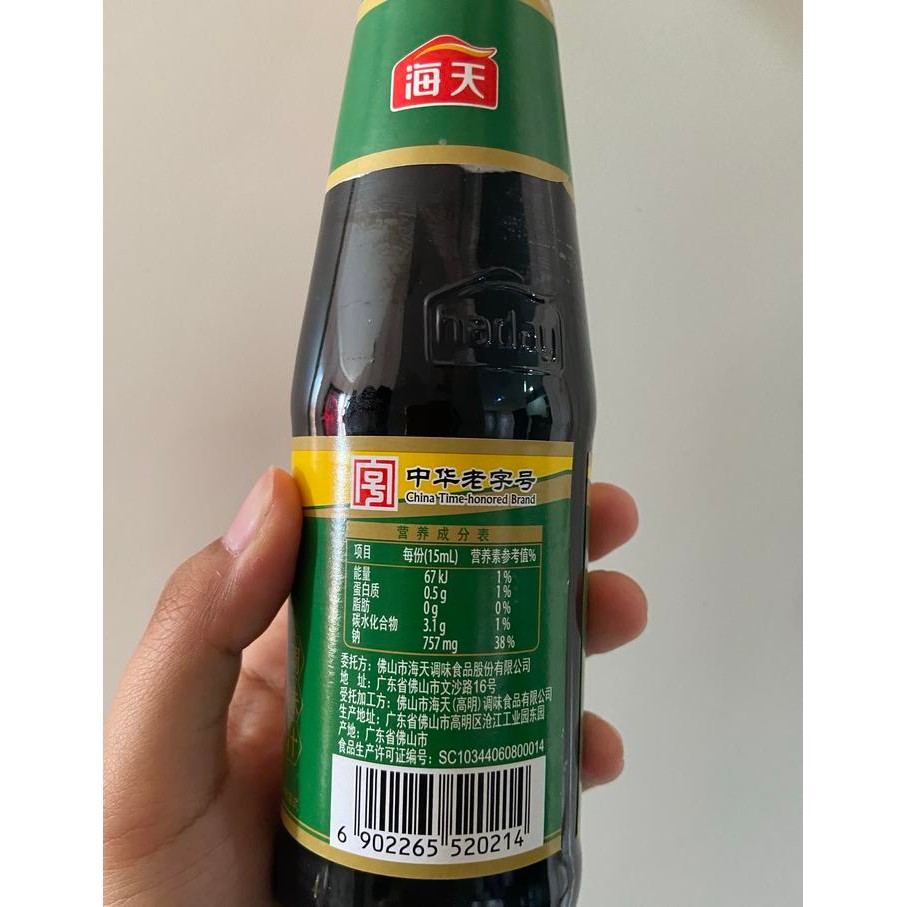 海天
haday
中华老字号
China Time-honored Brand
营养成分表
项目 每份(15mL) 营养素参考值%
能量 67 kJ 1%
蛋白质 0.5 g 1%
脂肪 0 g 0%
碳水化合物 3.1 g 1%
钠 757 mg 38%
委托方：佛山市海天调味食品股份有限公司
地 址：广东省佛山市文沙路16号
受托加工方：佛山市海天(高明)调味食品有限公司
生产地址：广东省佛山市高明区沧江工业园东园
产地：广东省佛山市
食品生产许可证编号：SC10344060800014
6 902265 520214